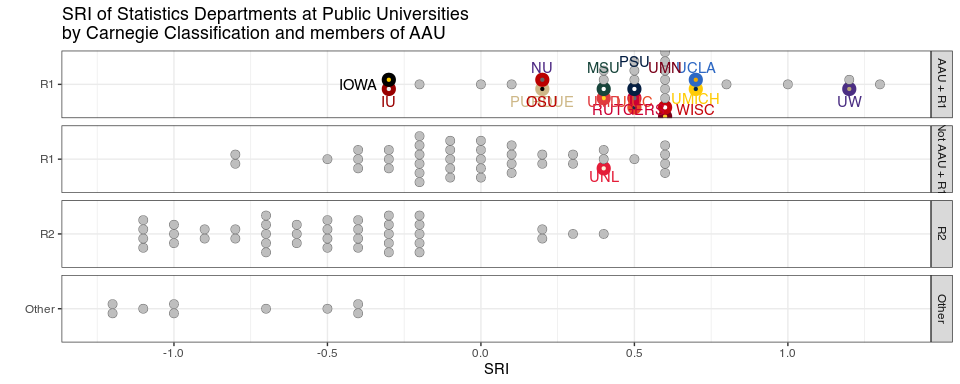 SRI of Statistics Departments at Public Universities
by Carnegie Classification and members of AAU
PSU
NU MSU UMN UCLA
R1 IOWA AAU + R1
IU OSU UMICH UW
RUTGERS WISC
R1 Not AAU + R1
UNL
R2 R2
Other Other
-1.0 -0.5 0.0 0.5 1.0
SRI